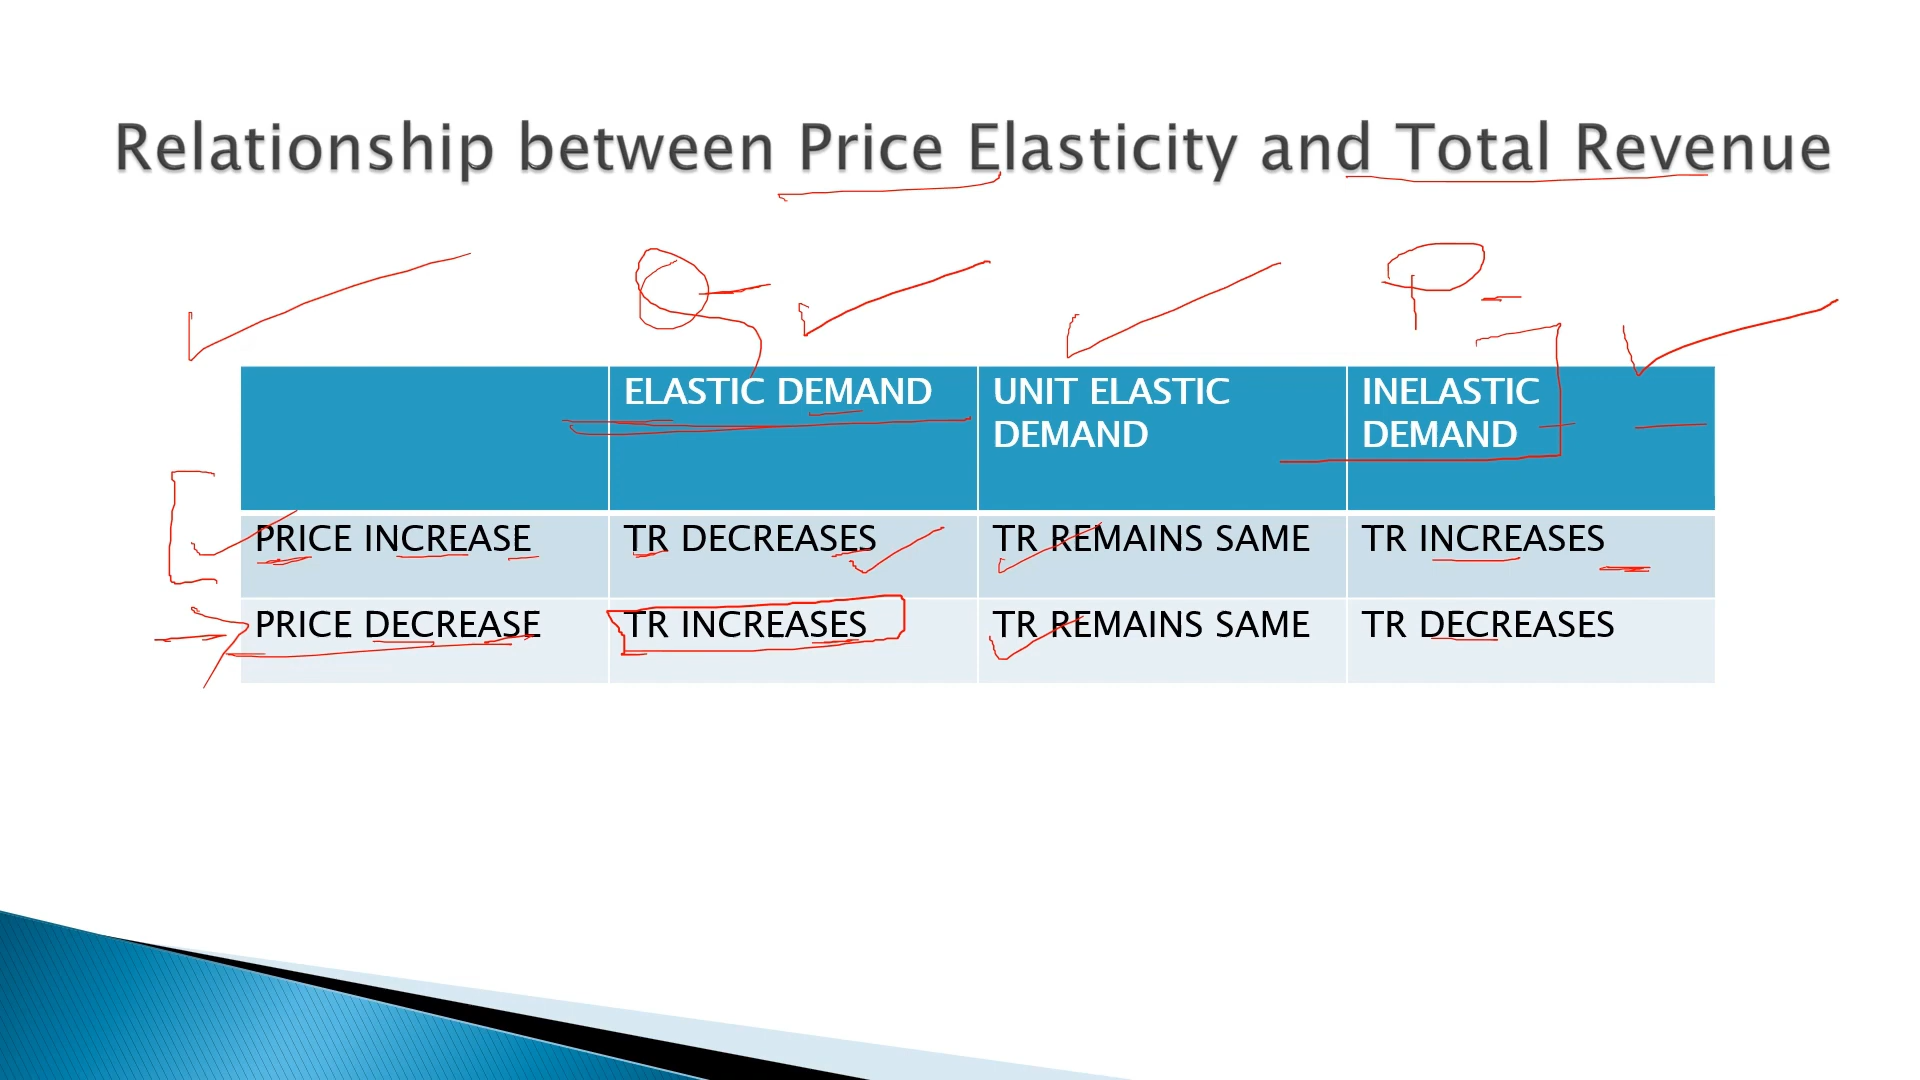 Relationship between Price Elasticity and Total Revenue
Q P
ELASTIC DEMAND UNIT ELASTIC DEMAND INELASTIC DEMAND
PRICE INCREASE TR DECREASES TR REMAINS SAME TR INCREASES
PRICE DECREASE TR INCREASES TR REMAINS SAME TR DECREASES